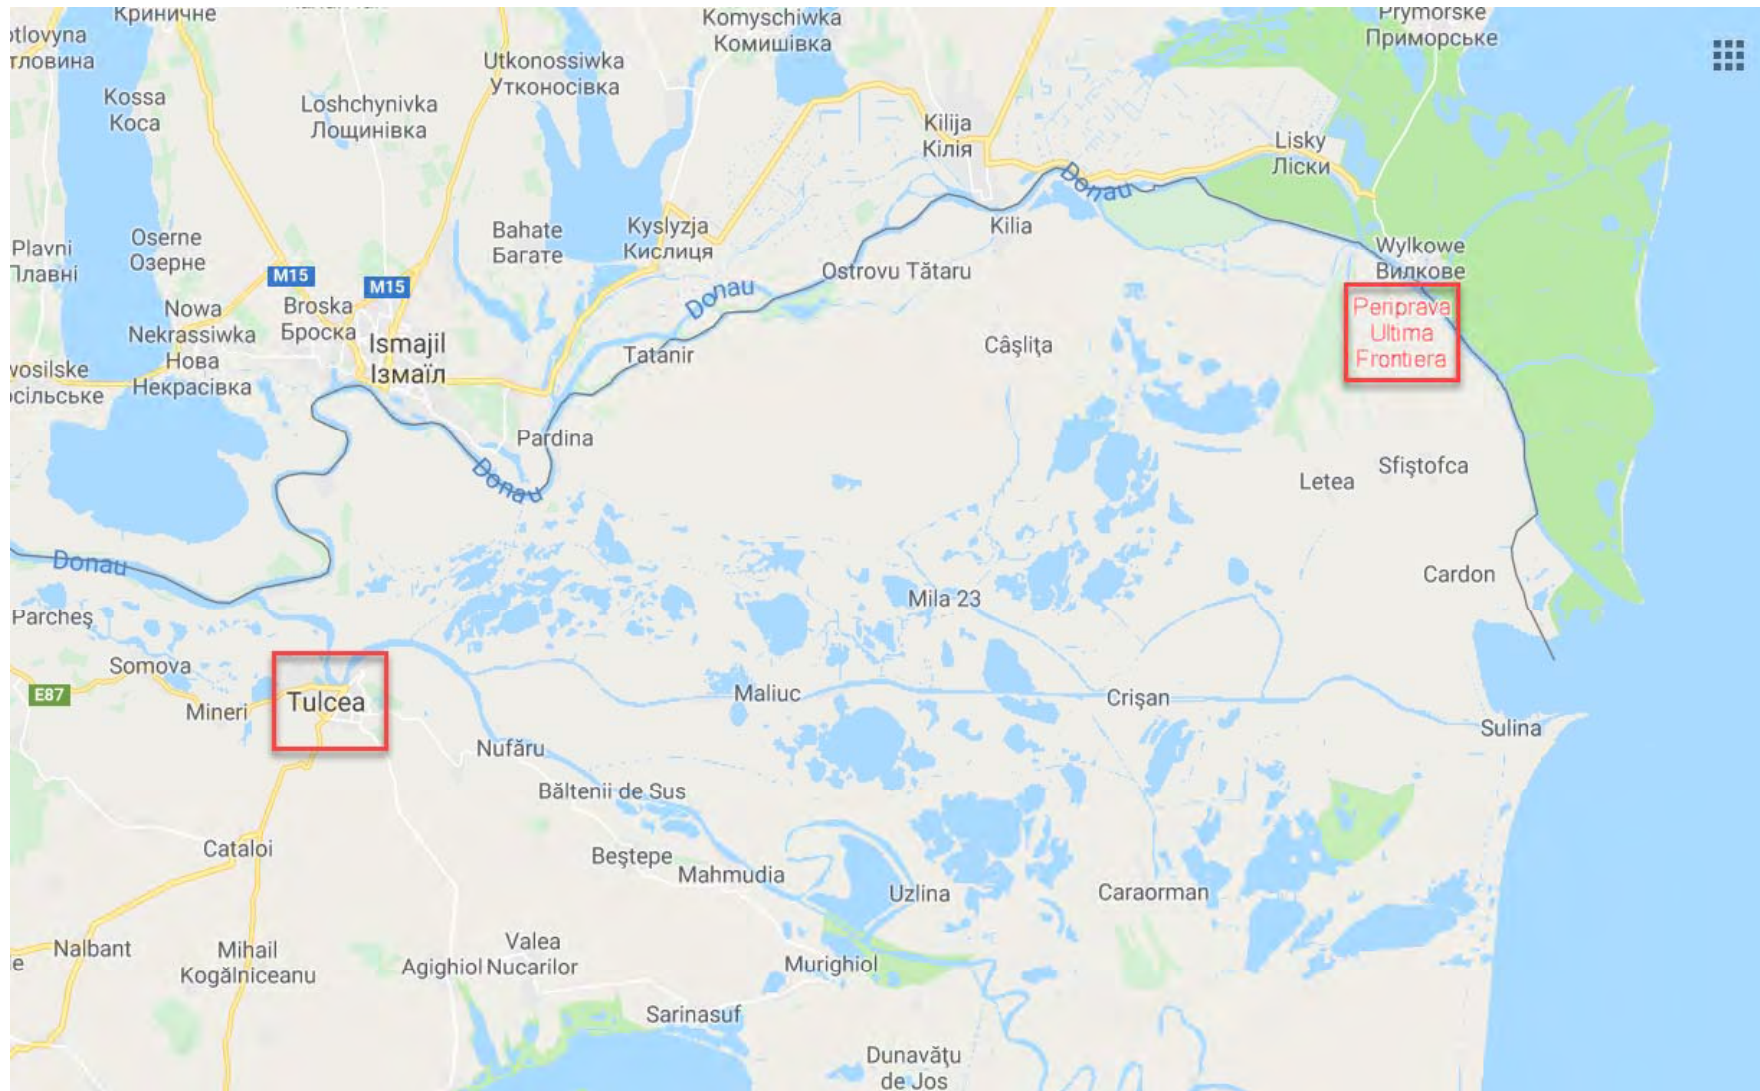 Криничне
Komyschiwka
Комишівка
Prymorske
Приморське
otlovyna
тловина
Utkonossiwka
Утконосівка
Kossa
Коса
Loshchynivka
Лощинівка
Kilija
Кілія
Lisky
Ліски
Donau
Plavni
Плавні
Oserne
Озерне
Bahate
Багате
Kyslyzja
Кислиця
Kilia
Wylkowe
Вилкове
M15
M15
Ostrovu Tătaru
Donau
Nowa
Nekrassiwka
Нова
Некрасівка
Broska
Броска
Periprava
Ultima
Frontiera
Ismajil
Ізмаїл
Tatanir
Câşliţa
vosilske
осільське
Pardina
Donau
Sfiştofca
Letea
Donau
Cardon
Mila 23
Parcheş
Somova
E87
Tulcea
Mineri
Maliuc
Crişan
Sulina
Nufăru
Băltenii de Sus
Cataloi
Beştepe
Mahmudia
Uzlina
Caraorman
Nalbant
Mihail
Kogălniceanu
Valea
Nucarilor
Agighiol
Murighiol
e
Sarinasuf
Dunavăţu
de Jos